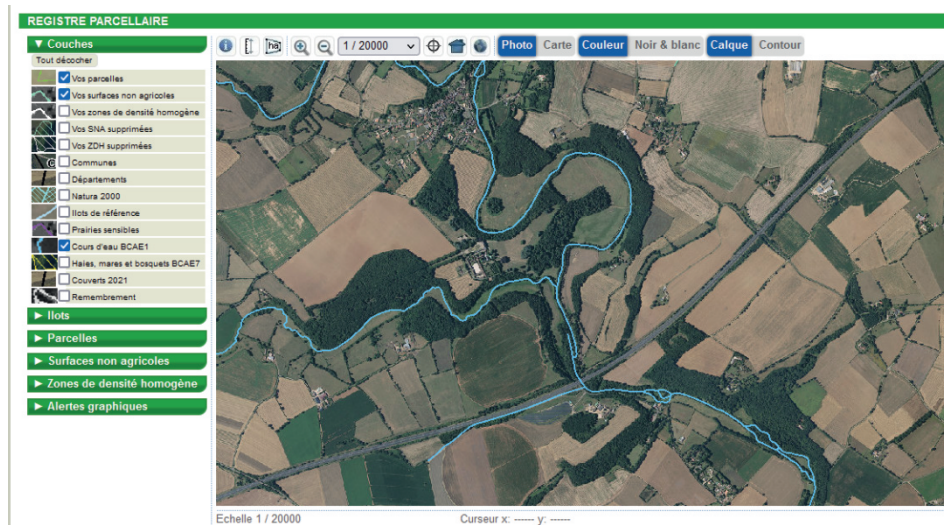 REGISTRE PARCELLAIRE
▼ Couches
Tout décocher
Vos parcelles
Vos surfaces non agricoles
Vos zones de densité homogène
Vos SNA supprimées
Vos ZDH supprimées
Communes
Départements
Natura 2000
Ilots de référence
Prairies sensibles
Cours d'eau BCAE1
Haies, mares et bosquets BCAE7
Couverts 2021
Remembrement
► Ilots
► Parcelles
► Surfaces non agricoles
► Zones de densité homogène
► Alertes graphiques
ha 1 / 20000 Photo Carte Couleur Noir & blanc Calque Contour
Echelle 1 / 20000 Curseur x: ------ y: ------